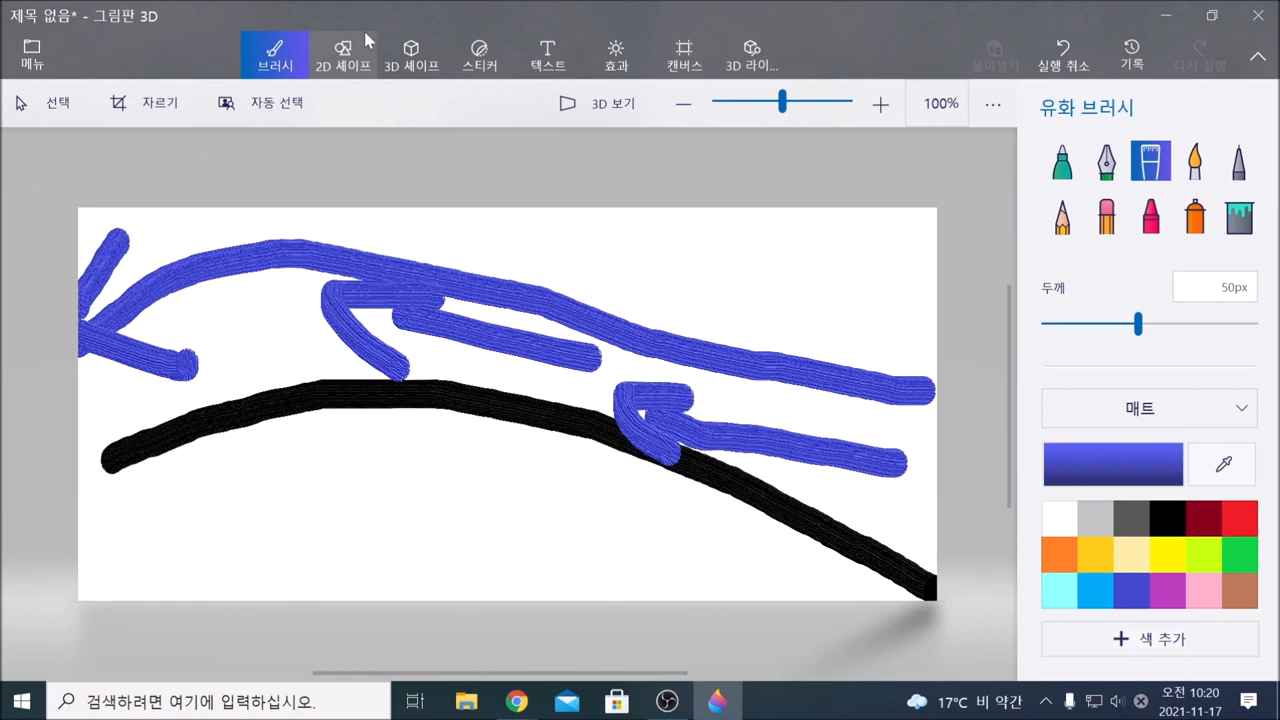 제목 없음* - 그림판 3D
메뉴
브러시
2D 셰이프
3D 셰이프
스티커
텍스트
효과
캔버스
3D 라이...
붙여넣기
실행 취소
기록
다시 실행
선택
자르기
자동 선택
3D 보기
100%
유화 브러시
두께
50px
매트
색 추가
검색하려면 여기에 입력하십시오.
17°C 비 약간
오전 10:20
2021-11-17